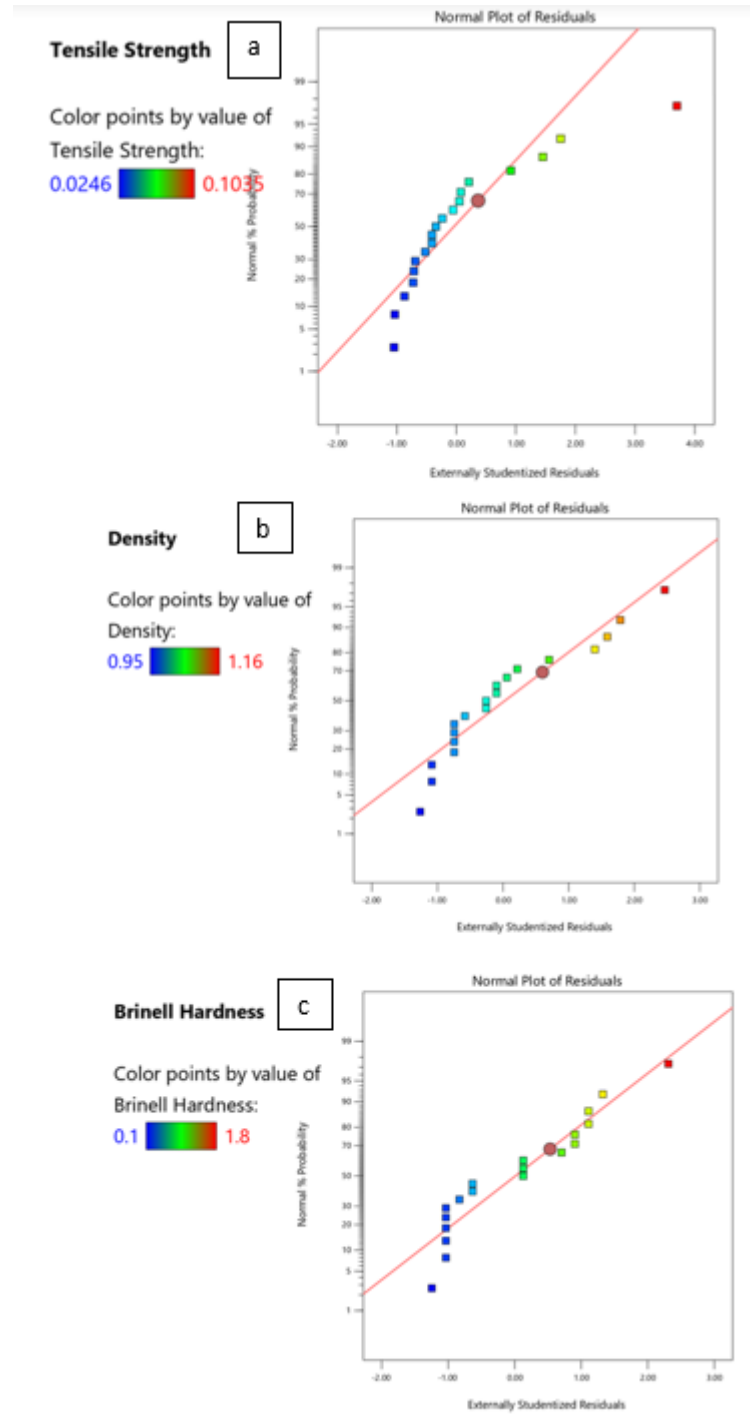 Normal Plot of Residuals
Tensile Strength
a
Color points by value of
Tensile Strength:
0.0246 0.1035
Normal % Probability
99
95
90
80
70
50
30
20
10
5
1
-2.00 -1.00 0.00 1.00 2.00 3.00 4.00
Externally Studentized Residuals
Normal Plot of Residuals
Density
b
Color points by value of
Density:
0.95 1.16
Normal % Probability
99
95
90
80
70
50
30
20
10
5
1
-2.00 -1.00 0.00 1.00 2.00 3.00
Externally Studentized Residuals
Normal Plot of Residuals
Brinell Hardness
c
Color points by value of
Brinell Hardness:
0.1 1.8
Normal % Probability
99
95
90
80
70
50
30
20
10
5
1
-2.00 -1.00 0.00 1.00 2.00 3.00
Externally Studentized Residuals